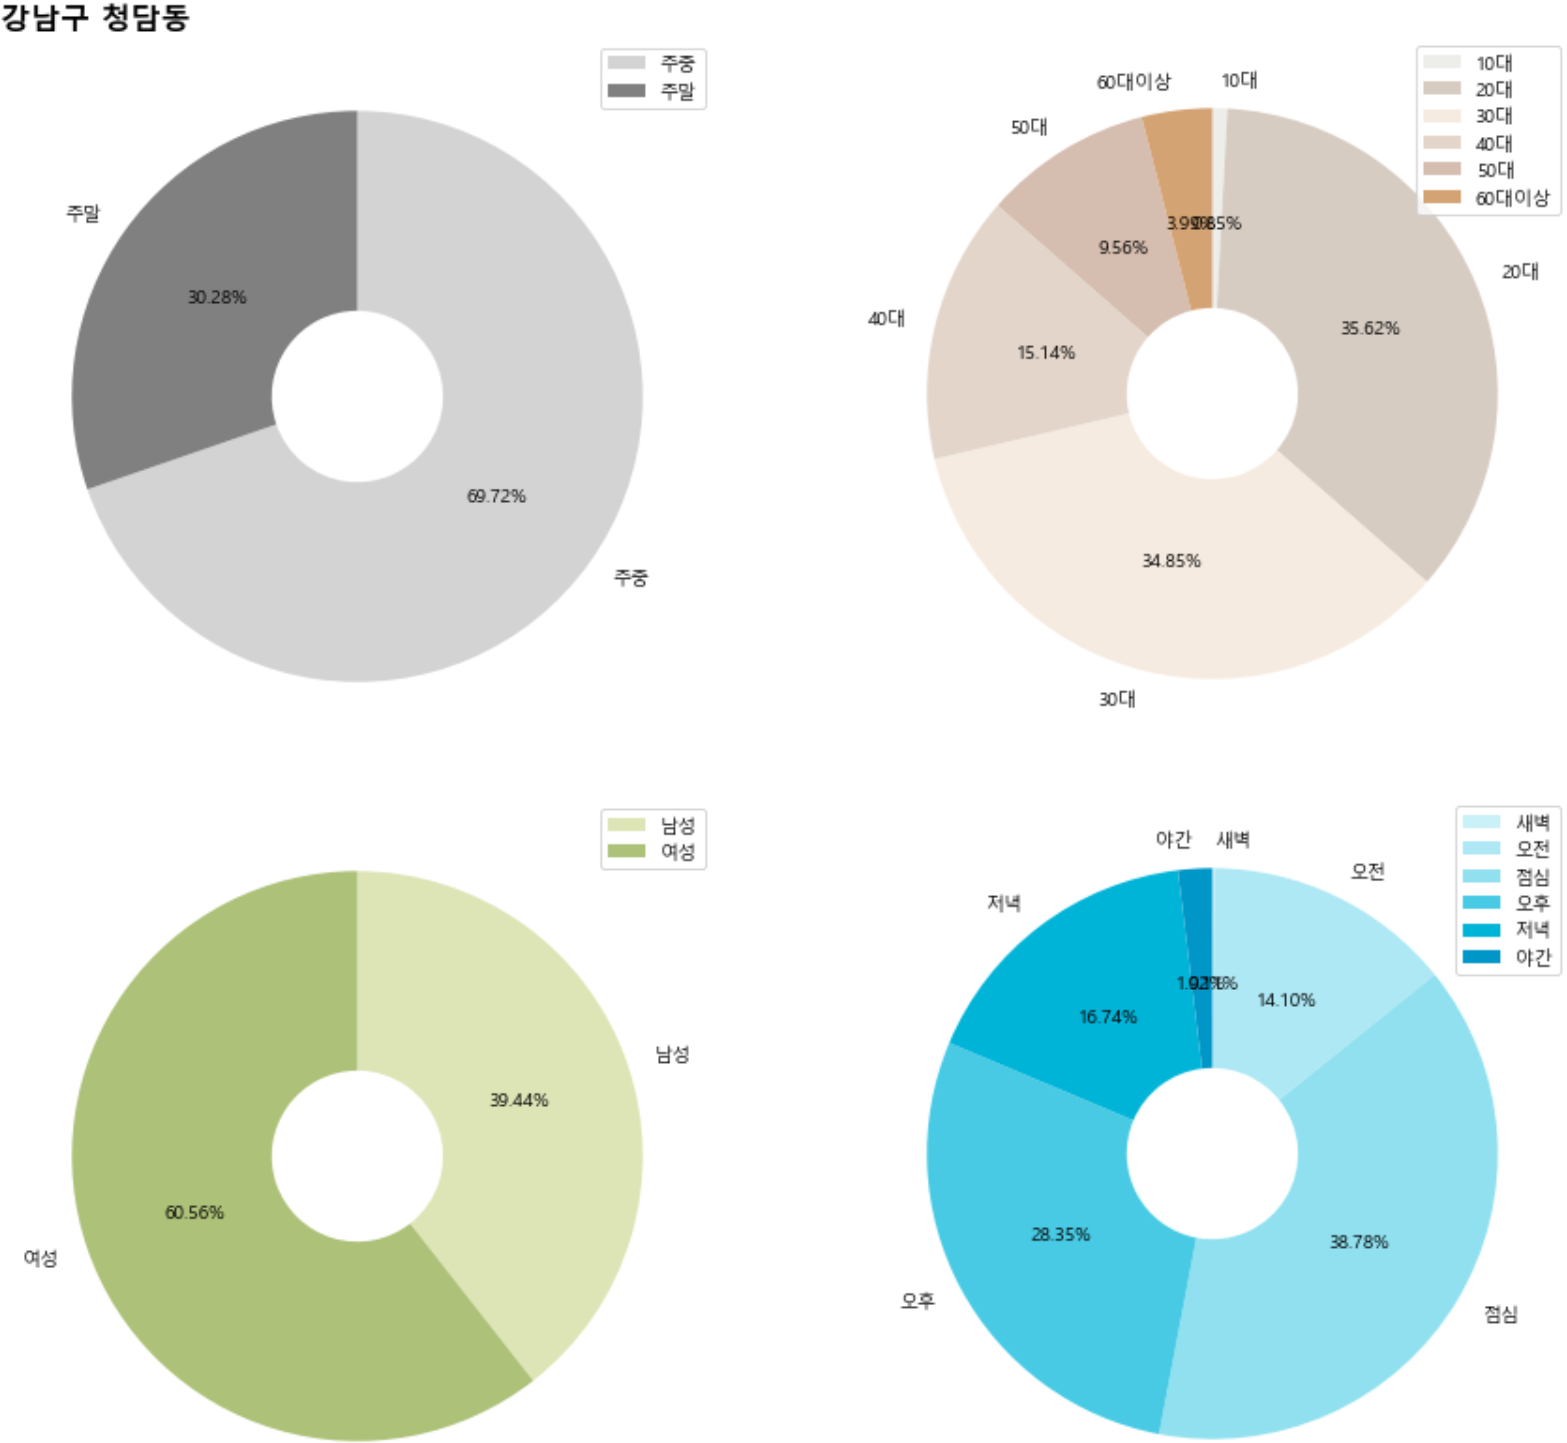 강남구 청담동
주중
주말
주말
30.28%
69.72%
주중
10대
20대
30대
40대
50대
60대이상
60대이상
10대
50대
20대
40대
30대
3.99%
0.85%
9.56%
35.62%
15.14%
34.85%
남성
여성
남성
39.44%
60.56%
여성
새벽
오전
점심
오후
저녁
야간
야간
새벽
오전
저녁
14.10%
16.74%
28.35%
38.78%
오후
점심